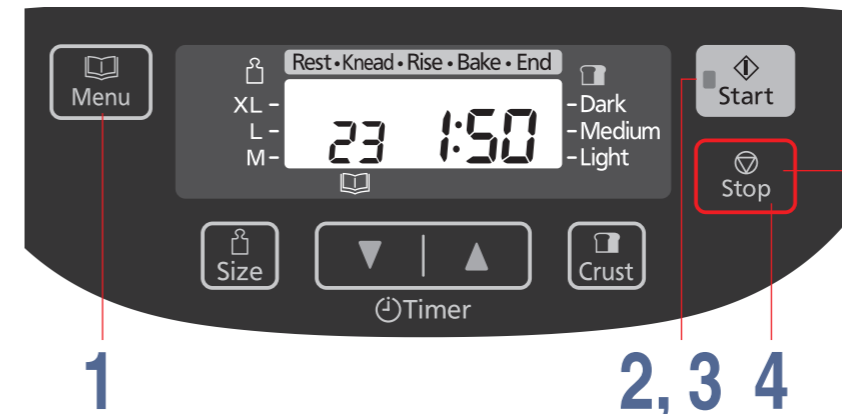 Menu
Rest • Knead • Rise • Bake • End
XL –
L –
M –
23 1:50
– Dark
– Medium
– Light
Start
Stop
Size
Timer
Crust
1
2, 3
4